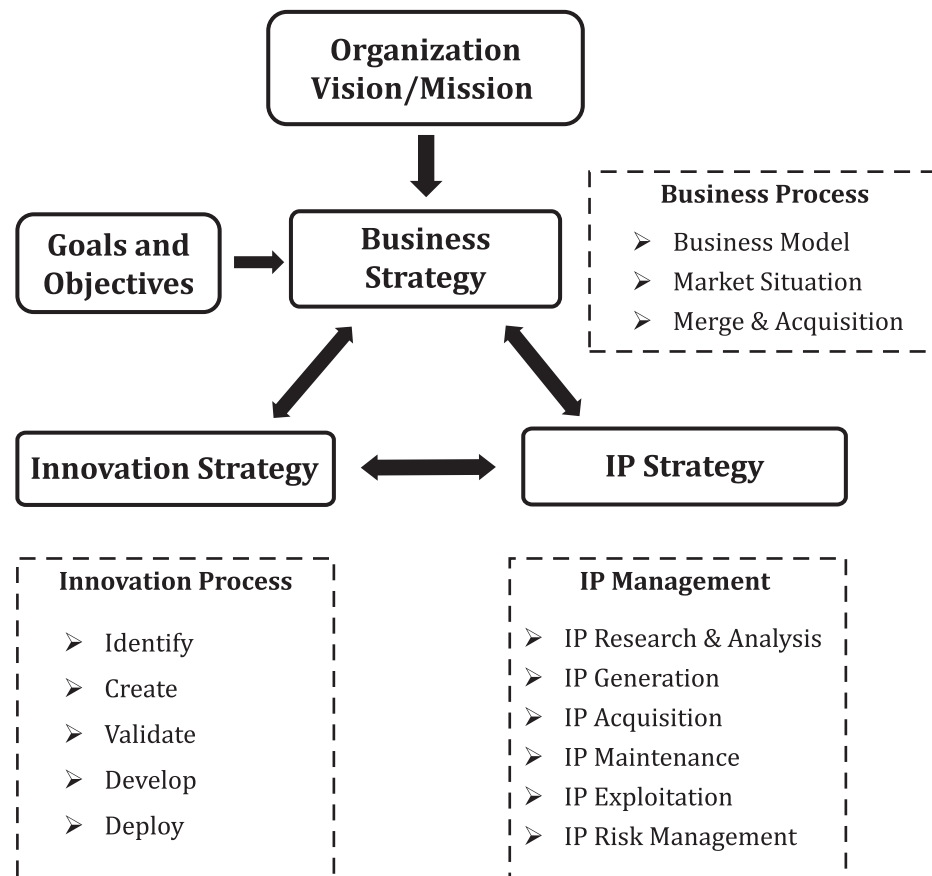 Organization
Vision/Mission
Business Process
Business Model
Market Situation
Merge & Acquisition
Goals and
Objectives
Business
Strategy
Innovation Strategy
IP Strategy
Innovation Process
Identify
Create
Validate
Develop
Deploy
IP Management
IP Research & Analysis
IP Generation
IP Acquisition
IP Maintenance
IP Exploitation
IP Risk Management